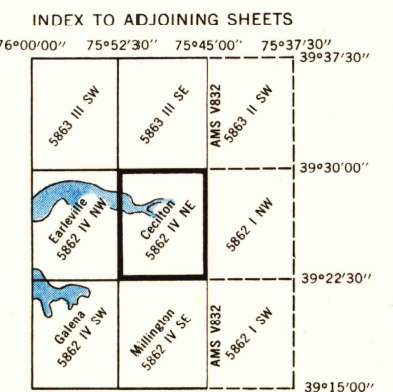 INDEX TO ADJOINING SHEETS
76°00'00" 75°52'30" 75°45'00" 75°37'30"
39°37'30"
5863 III SW
5863 III SE
AMS V832
5863 II SW
39°30'00"
Earleville
5862 IV NW
Cecilton
5862 IV NE
5862 I NW
39°22'30"
Galena
5862 IV SW
Millington
5862 IV SE
AMS V832
5862 I SW
39°15'00"